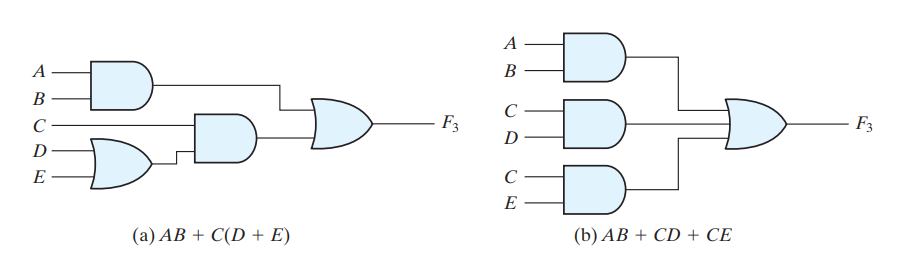 A
B
C
D
E
F3
(a) AB + C(D + E)
A
B
C
D
C
E
F3
(b) AB + CD + CE